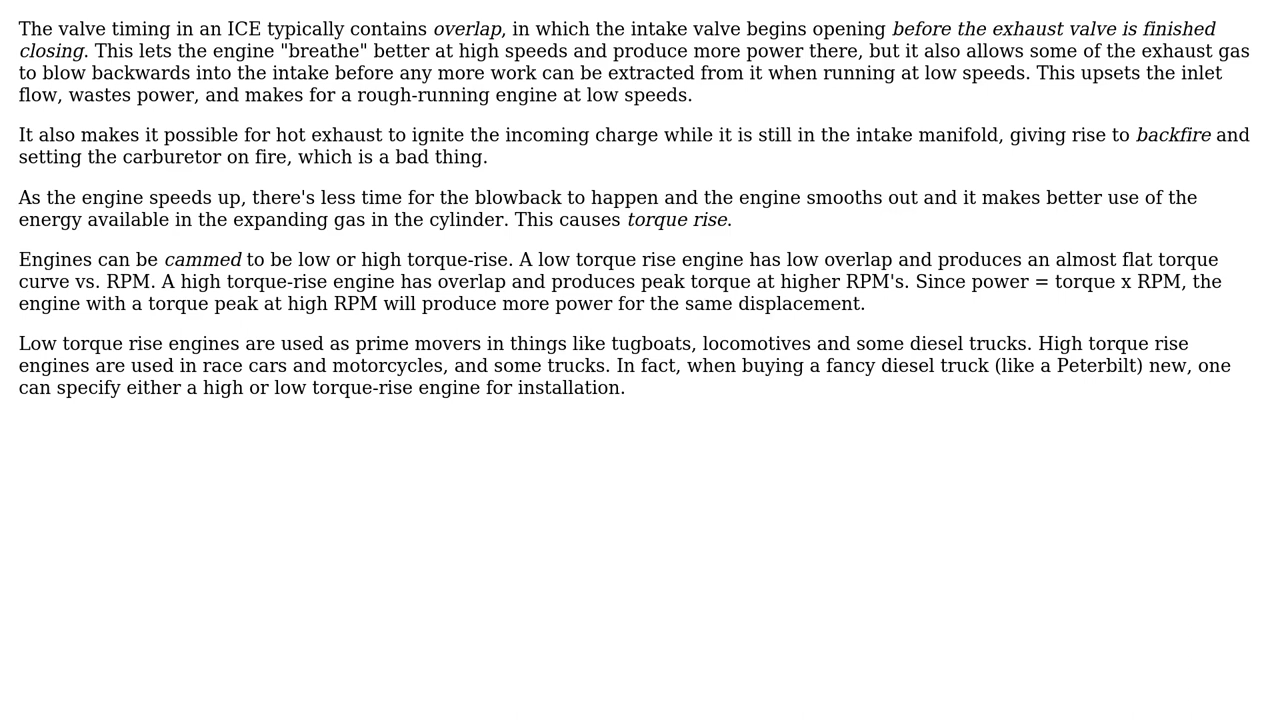 The valve timing in an ICE typically contains overlap, in which the intake valve begins opening before the exhaust valve is finished
closing. This lets the engine "breathe" better at high speeds and produce more power there, but it also allows some of the exhaust gas
to blow backwards into the intake before any more work can be extracted from it when running at low speeds. This upsets the inlet
flow, wastes power, and makes for a rough-running engine at low speeds.
It also makes it possible for hot exhaust to ignite the incoming charge while it is still in the intake manifold, giving rise to backfire and
setting the carburetor on fire, which is a bad thing.
As the engine speeds up, there's less time for the blowback to happen and the engine smooths out and it makes better use of the
energy available in the expanding gas in the cylinder. This causes torque rise.
Engines can be cammed to be low or high torque-rise. A low torque rise engine has low overlap and produces an almost flat torque
curve vs. RPM. A high torque-rise engine has overlap and produces peak torque at higher RPM's. Since power = torque x RPM, the
engine with a torque peak at high RPM will produce more power for the same displacement.
Low torque rise engines are used as prime movers in things like tugboats, locomotives and some diesel trucks. High torque rise
engines are used in race cars and motorcycles, and some trucks. In fact, when buying a fancy diesel truck (like a Peterbilt) new, one
can specify either a high or low torque-rise engine for installation.